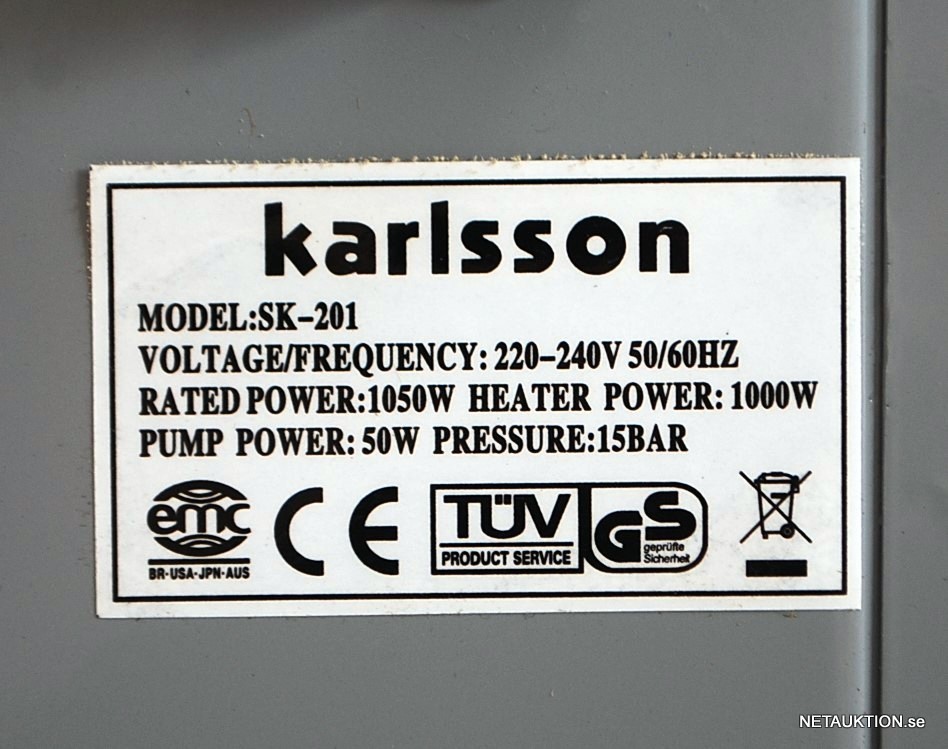 karlsson
MODEL:SK-201
VOLTAGE/FREQUENCY: 220-240V 50/60HZ
RATED POWER:1050W HEATER POWER: 1000W
PUMP POWER: 50W PRESSURE:15BAR
emc
BR-USA-JPN-AUS
CE
TÜV
PRODUCT SERVICE
GS
geprüfte
Sicherheit
NETAUKTION.se